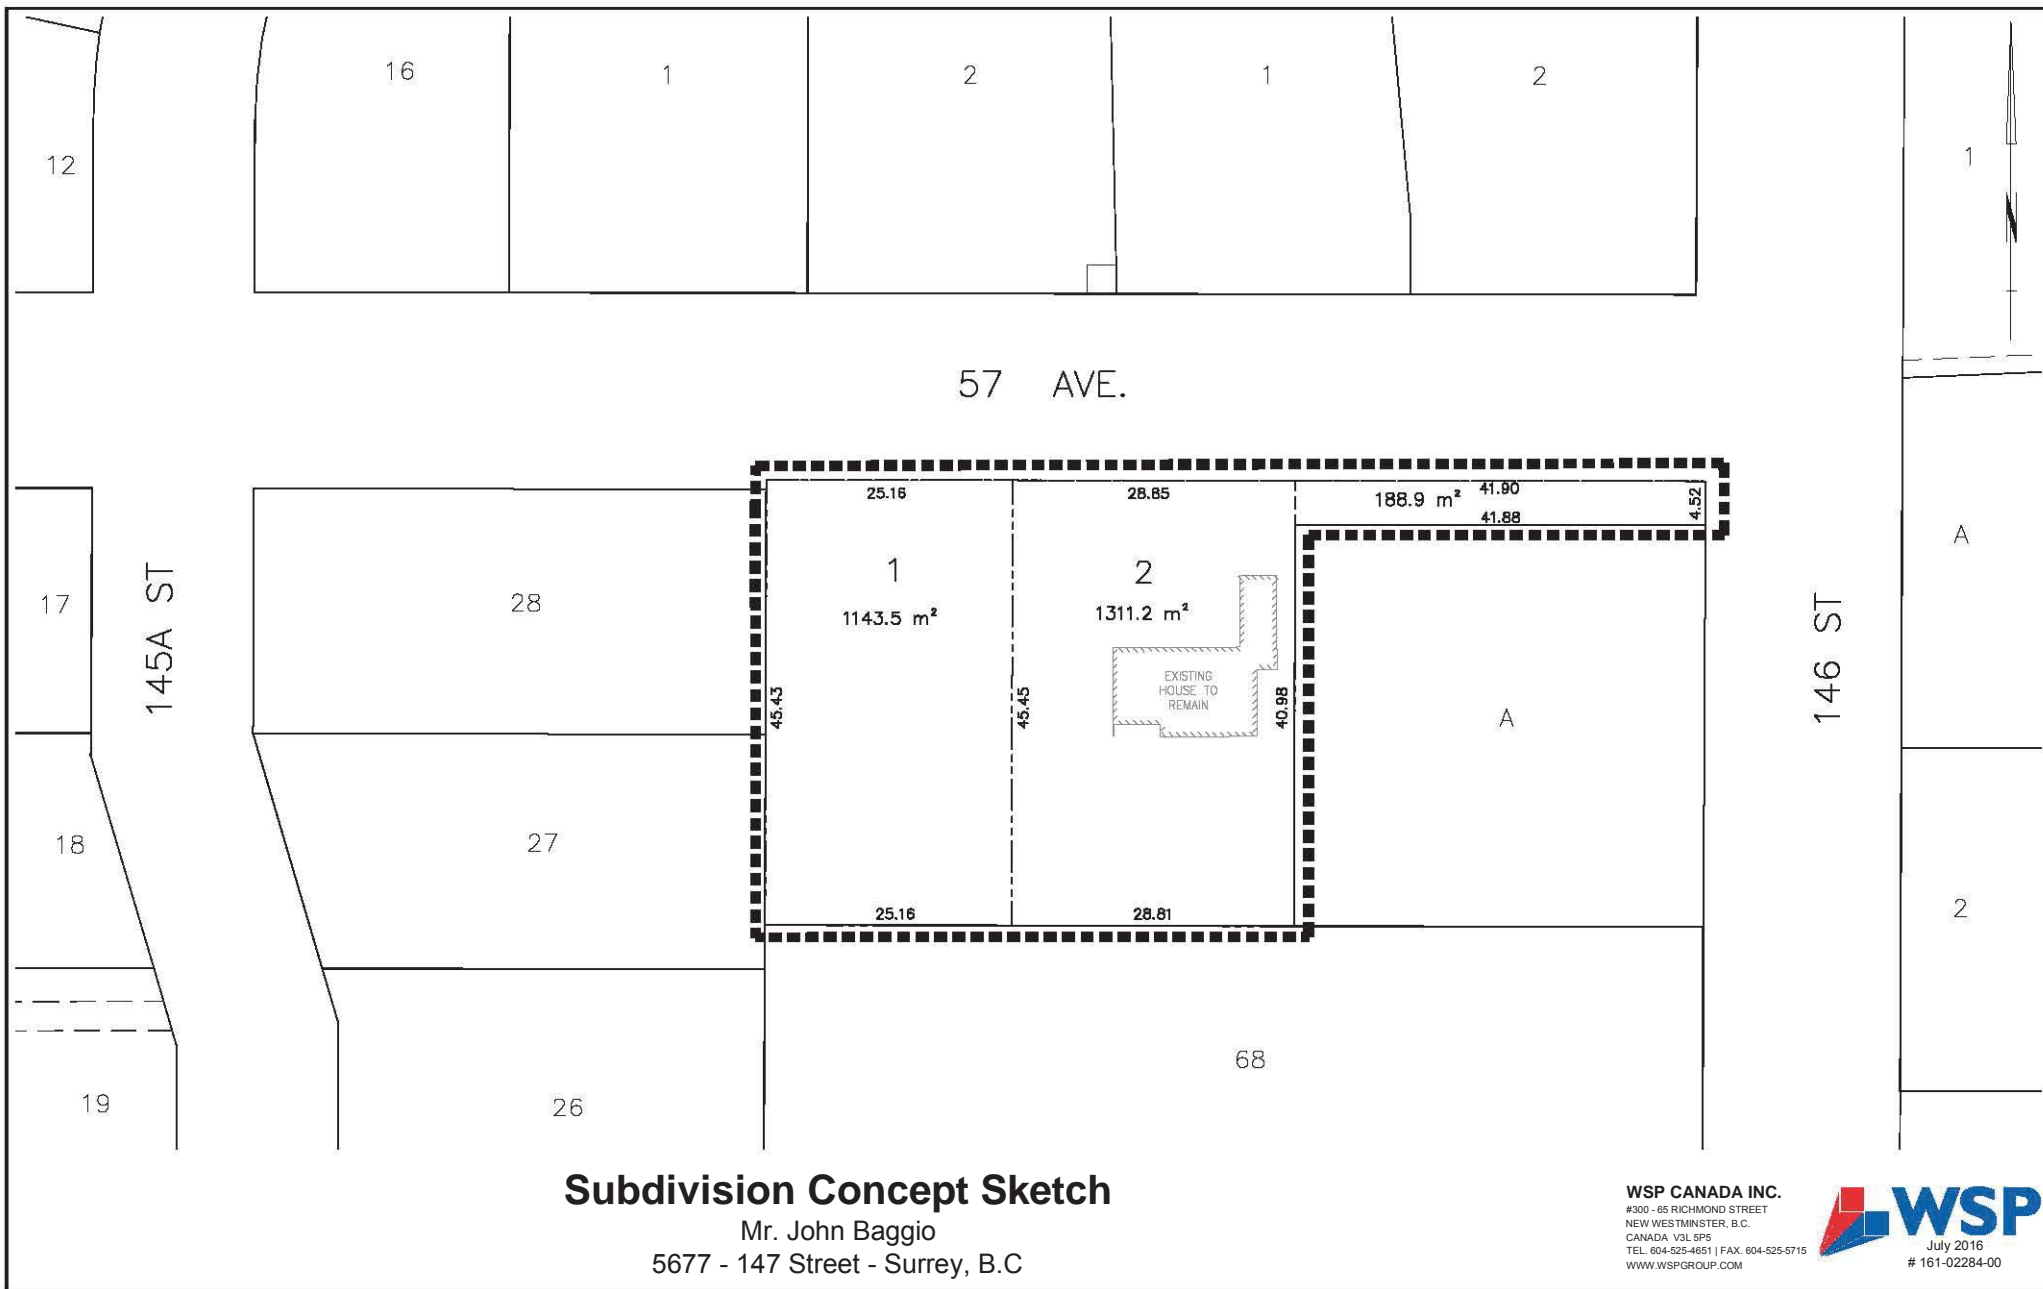 16
1
2
1
2
12
1
57 AVE.
25.16
28.85
41.90
188.9 m²
4.52
41.88
A
1
2
17
145A ST
28
1143.5 m²
1311.2 m²
146 ST
EXISTING
HOUSE TO
REMAIN
45.43
45.45
40.98
A
N
18
27
25.16
28.81
2
68
19
26
Subdivision Concept Sketch
Mr. John Baggio
5677 - 147 Street - Surrey, B.C
WSP CANADA INC.
#300 - 65 RICHMOND STREET
NEW WESTMINSTER, B.C.
CANADA V3L 5P5
TEL. 604-525-4651 | FAX. 604-525-5715
WWW.WSPGROUP.COM
WSP
July 2016
# 161-02284-00